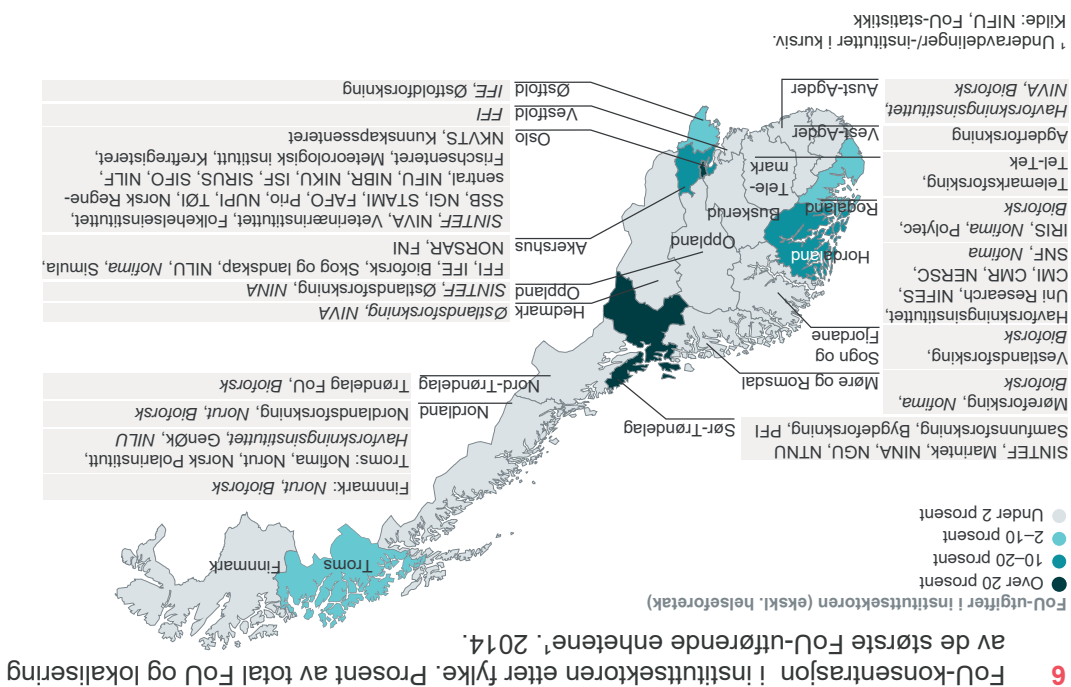 6 FoU-konsentrasjon i instituttsektoren etter fylke. Prosent av total FoU og lokalisering
av de største FoU-utførende enhetene¹. 2014.
FoU-utgifter i instituttsektoren (ekskl. helseforetak)
Over 20 prosent
10–20 prosent
2–10 prosent
Under 2 prosent
Troms
Finnmark
Finnmark: Norut, Bioforsk
Troms: Nofima, Norut, Norsk Polarinstitutt,
Havforskningsinstituttet, GenØk, NILU
Nordland
Nordlandsforskning, Norut, Bioforsk
Nord-Trøndelag
Trøndelag FoU, Bioforsk
SINTEF, Marintek, NINA, NGU, NTNU
Samfunnsforskning, Bygdeforskning, PFI
Sør-Trøndelag
Møreforsking, Nofima,
Bioforsk
Møre og Romsdal
Vestlandsforsking,
Bioforsk
Sogn og
Fjordane
Havforskningsinstituttet,
Uni Research, NIFES,
CMI, CMR, NERSC,
SNF, Nofima
Hordaland
IRIS, Nofima, Polytec,
Bioforsk
Rogaland
Telemarksforsking,
Tel-Tek
Tele-
mark
Agderforskning
Vest-Agder
Havforskningsinstituttet,
NIVA, Bioforsk
Aust-Agder
Buskerud
Oppland
Hedmark
Østlandsforskning, NIVA
Oppland
SINTEF, Østlandsforskning, NINA
Akershus
FFI, IFE, Bioforsk, Skog og landskap, NILU, Nofima, Simula,
NORSAR, FNI
Oslo
SINTEF, NIVA, Veterinærinstituttet, Folkehelsinstituttet,
SSB, NGI, STAMI, FAFO, Prio, NUPI, TØI, Norsk Regne-
sentral, NIFU, NIBR, NIKU, ISF, SIRUS, SIFO, NILF,
Frischsenteret, Meteorologisk institutt, Kreftregisteret,
NKVTS, Kunnskapssenteret
Vestfold
FFI
Østfold
IFE, Østfoldforskning
¹ Underavdelinger/-institutter i kursiv.
Kilde: NIFU, FoU-statistikk